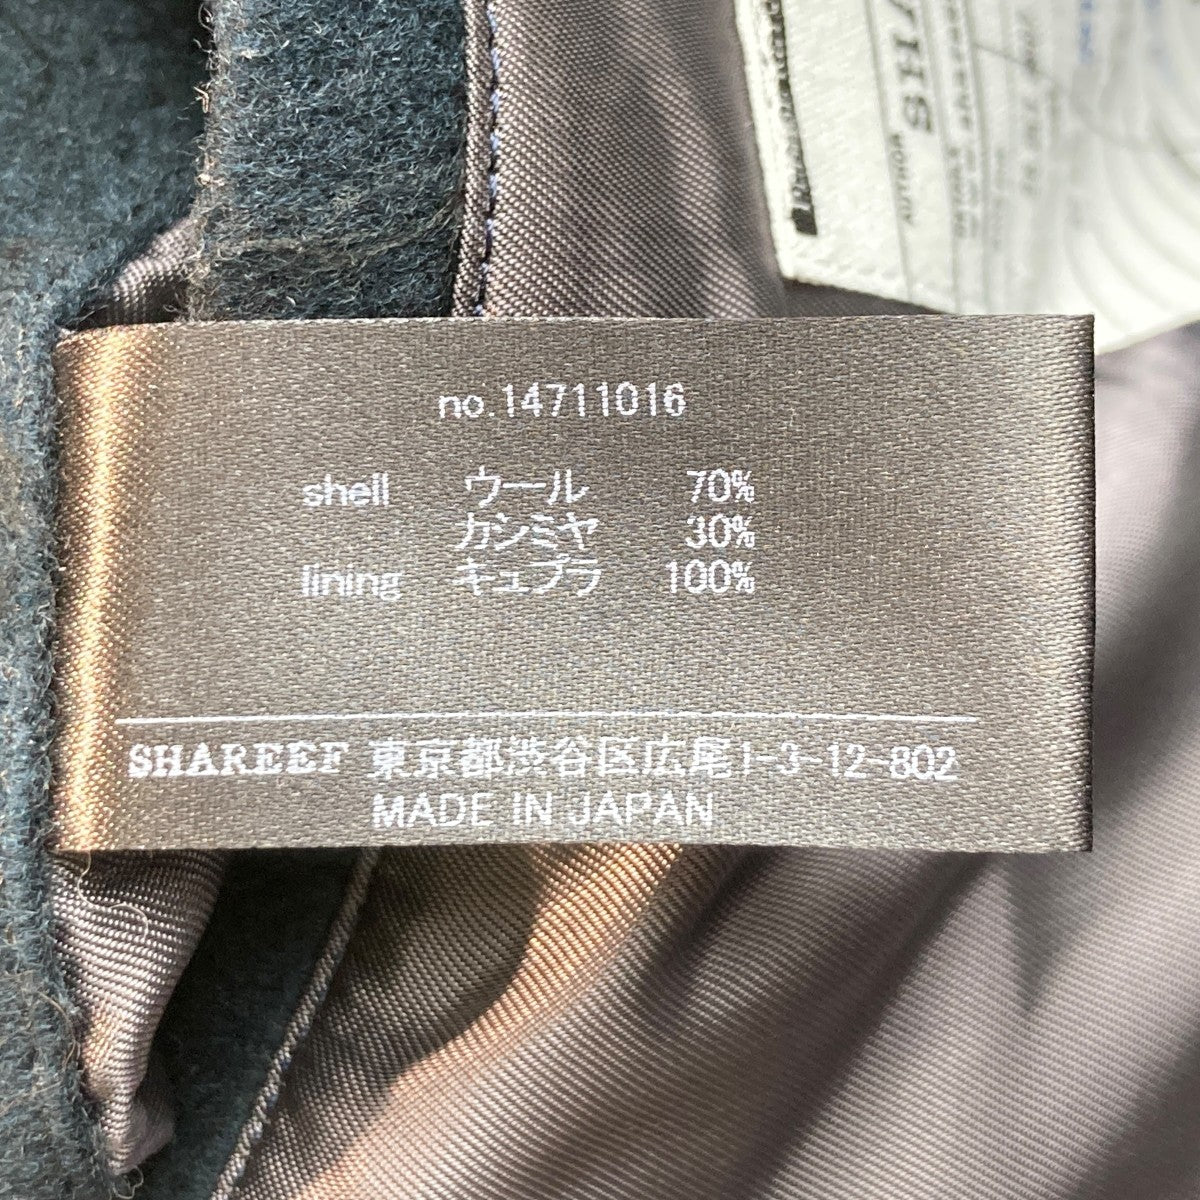 no.14711016
shell ウール 70%
カシミヤ 30%
lining キュプラ 100%
SHAREEF 東京都渋谷区広尾1-3-12-802
MADE IN JAPAN